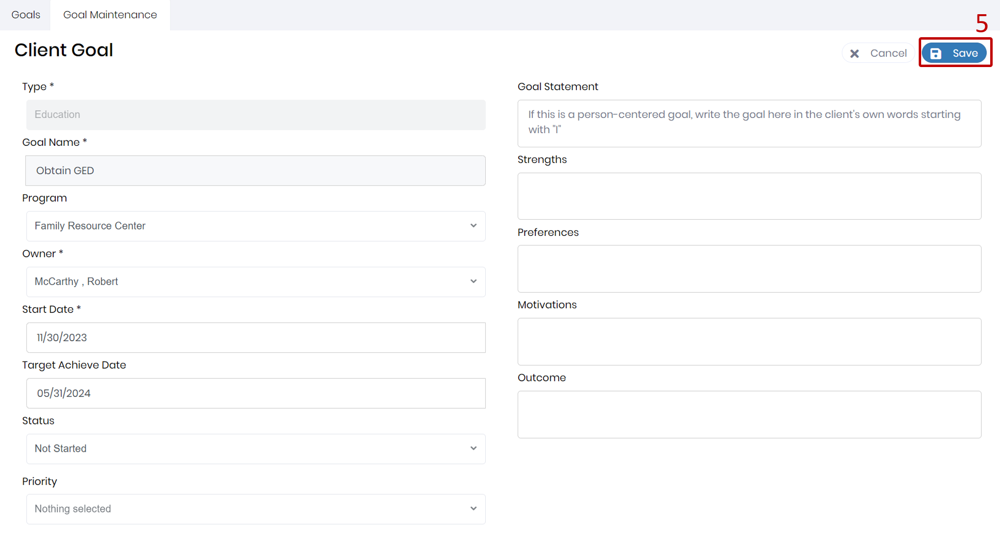 Goals
Goal Maintenance
5
Client Goal
Cancel
Save
Type *
Education
Goal Name *
Obtain GED
Program
Family Resource Center
Owner *
McCarthy , Robert
Start Date *
11/30/2023
Target Achieve Date
05/31/2024
Status
Not Started
Priority
Nothing selected
Goal Statement
If this is a person-centered goal, write the goal here in the client's own words starting
with "I"
Strengths
Preferences
Motivations
Outcome